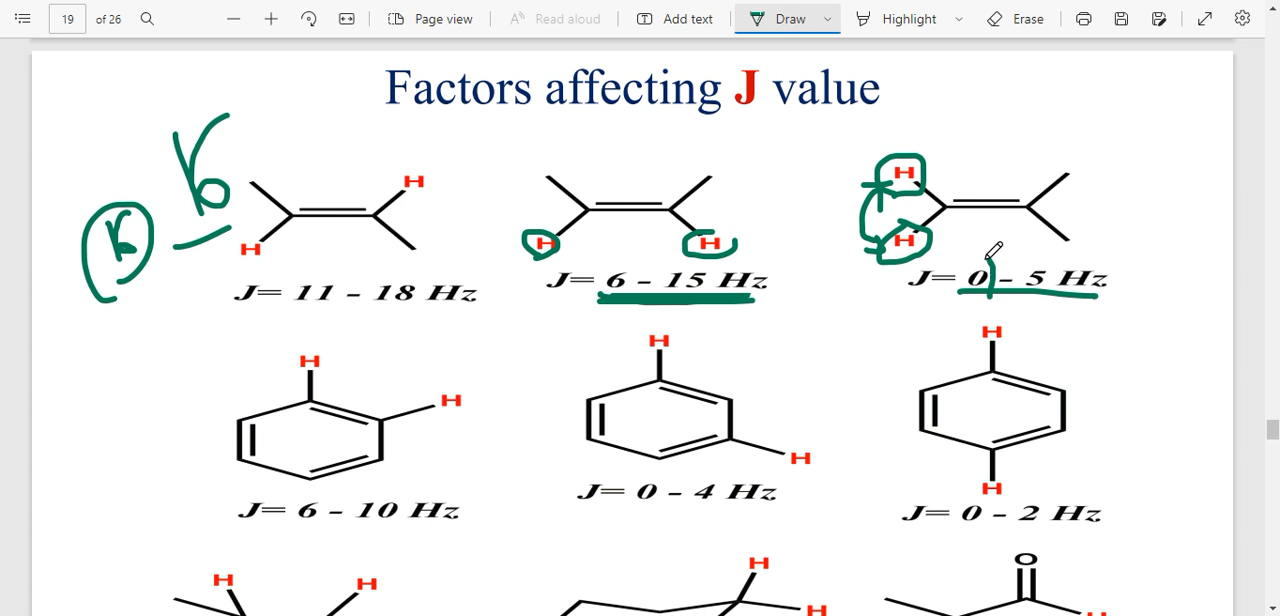 19 of 26 Page view Read aloud Add text Draw Highlight Erase
Factors affecting J value
H H H
H H H H
J= 11 - 18 Hz J= 6 - 15 Hz J= 0 - 5 Hz
H H H
H H
H
J= 6 - 10 Hz J= 0 - 4 Hz J= 0 - 2 Hz
H H H O
H H